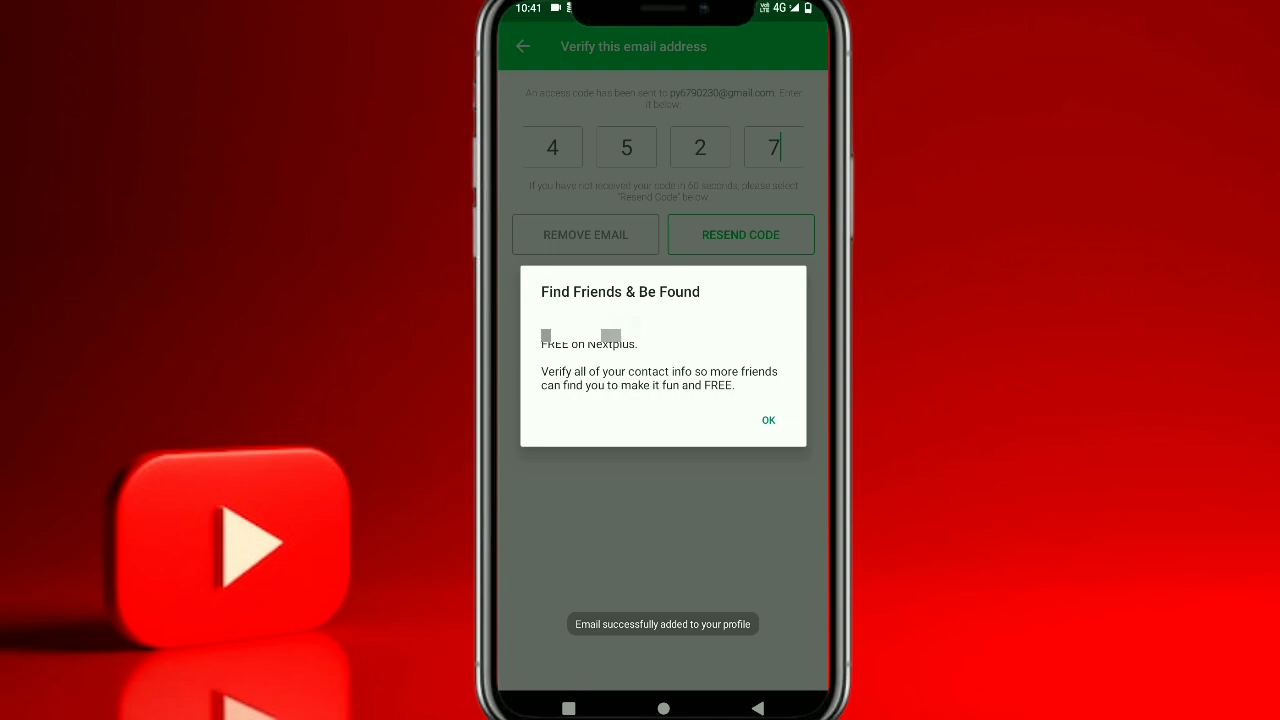 10:41
VoLTE 4G
Verify this email address
An access code has been sent to py6790230@gmail.com. Enter
it below:
4 5 2 7
If you have not received your code in 60 seconds, please select
"Resend Code" below.
REMOVE EMAIL RESEND CODE
Find Friends & Be Found
FREE on Nextplus.
Verify all of your contact info so more friends
can find you to make it fun and FREE.
OK
Email successfully added to your profile